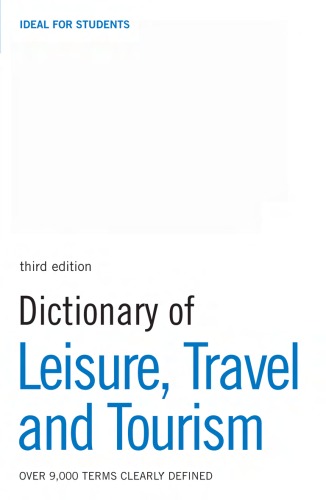 IDEAL FOR STUDENTS
third edition
Dictionary of
Leisure, Travel
and Tourism
OVER 9,000 TERMS CLEARLY DEFINED